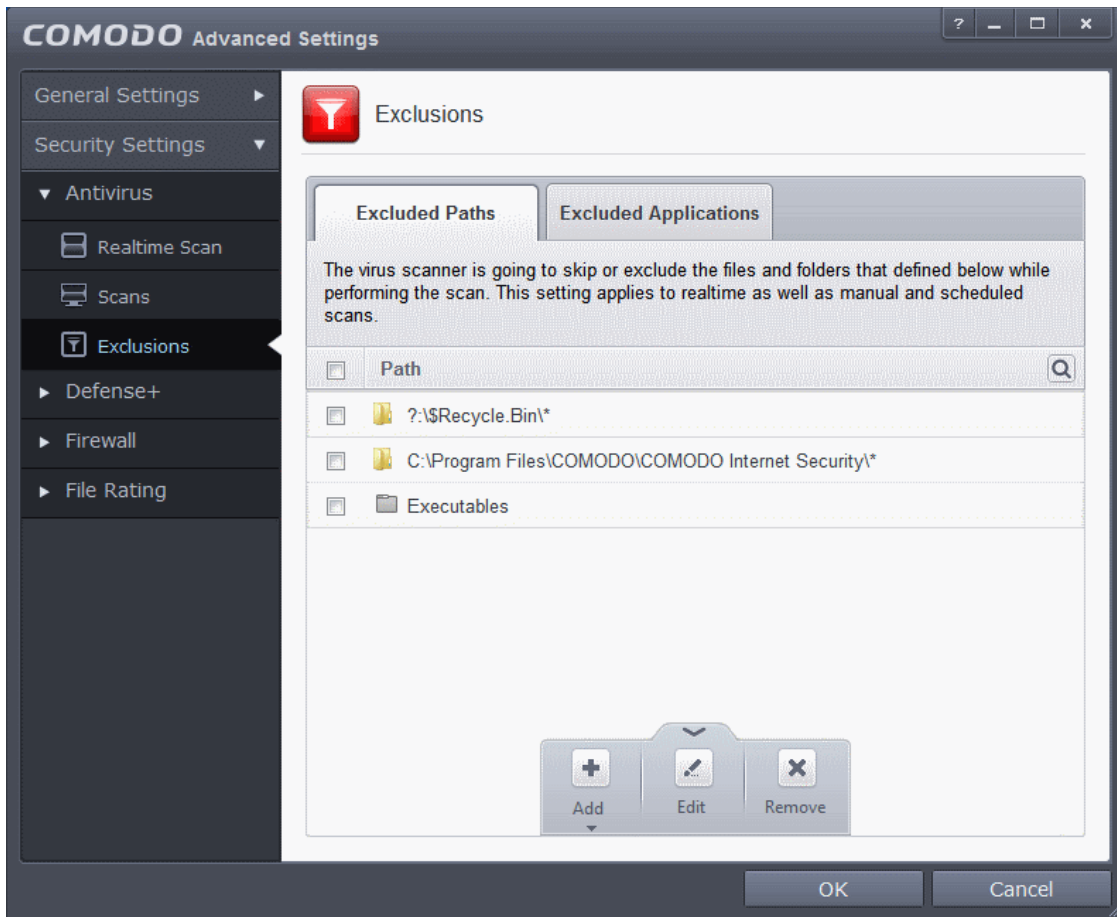 COMODO Advanced Settings
?
General Settings
Security Settings
Antivirus
Realtime Scan
Scans
Exclusions
Defense+
Firewall
File Rating
Exclusions
Excluded Paths
Excluded Applications
The virus scanner is going to skip or exclude the files and folders that defined below while
performing the scan. This setting applies to realtime as well as manual and scheduled
scans.
Path
?:\$Recycle.Bin\*
C:\Program Files\COMODO\COMODO Internet Security\*
Executables
Add
Edit
Remove
OK
Cancel